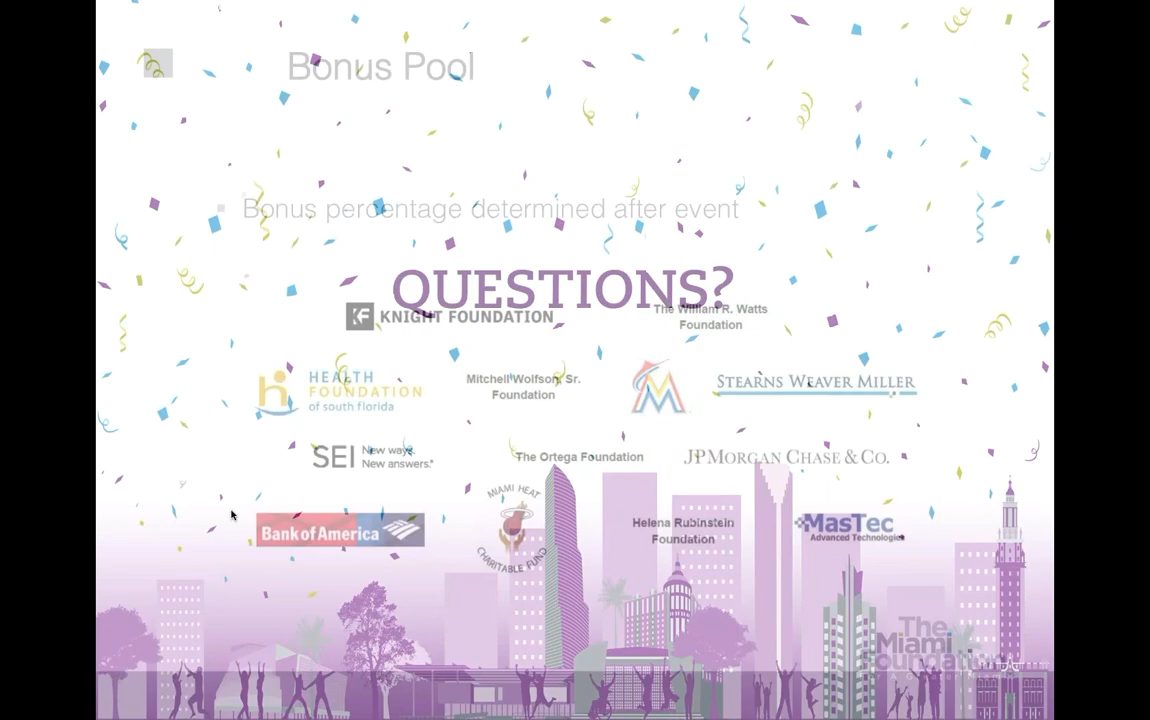 Bonus Pool
Bonus percentage determined after event
QUESTIONS?
KF KNIGHT FOUNDATION
The William R. Watts
Foundation
HEALTH
FOUNDATION
of south florida
Mitchell Wolfson, Sr.
Foundation
STEARNS WEAVER MILLER
SEI New ways.
New answers.®
The Ortega Foundation
JPMORGAN CHASE & CO.
Bank of America
MIAMI HEAT
CHARITABLE FUND
Helena Rubinstein
Foundation
MasTec
Advanced Technologies
The
Miami
Foundation